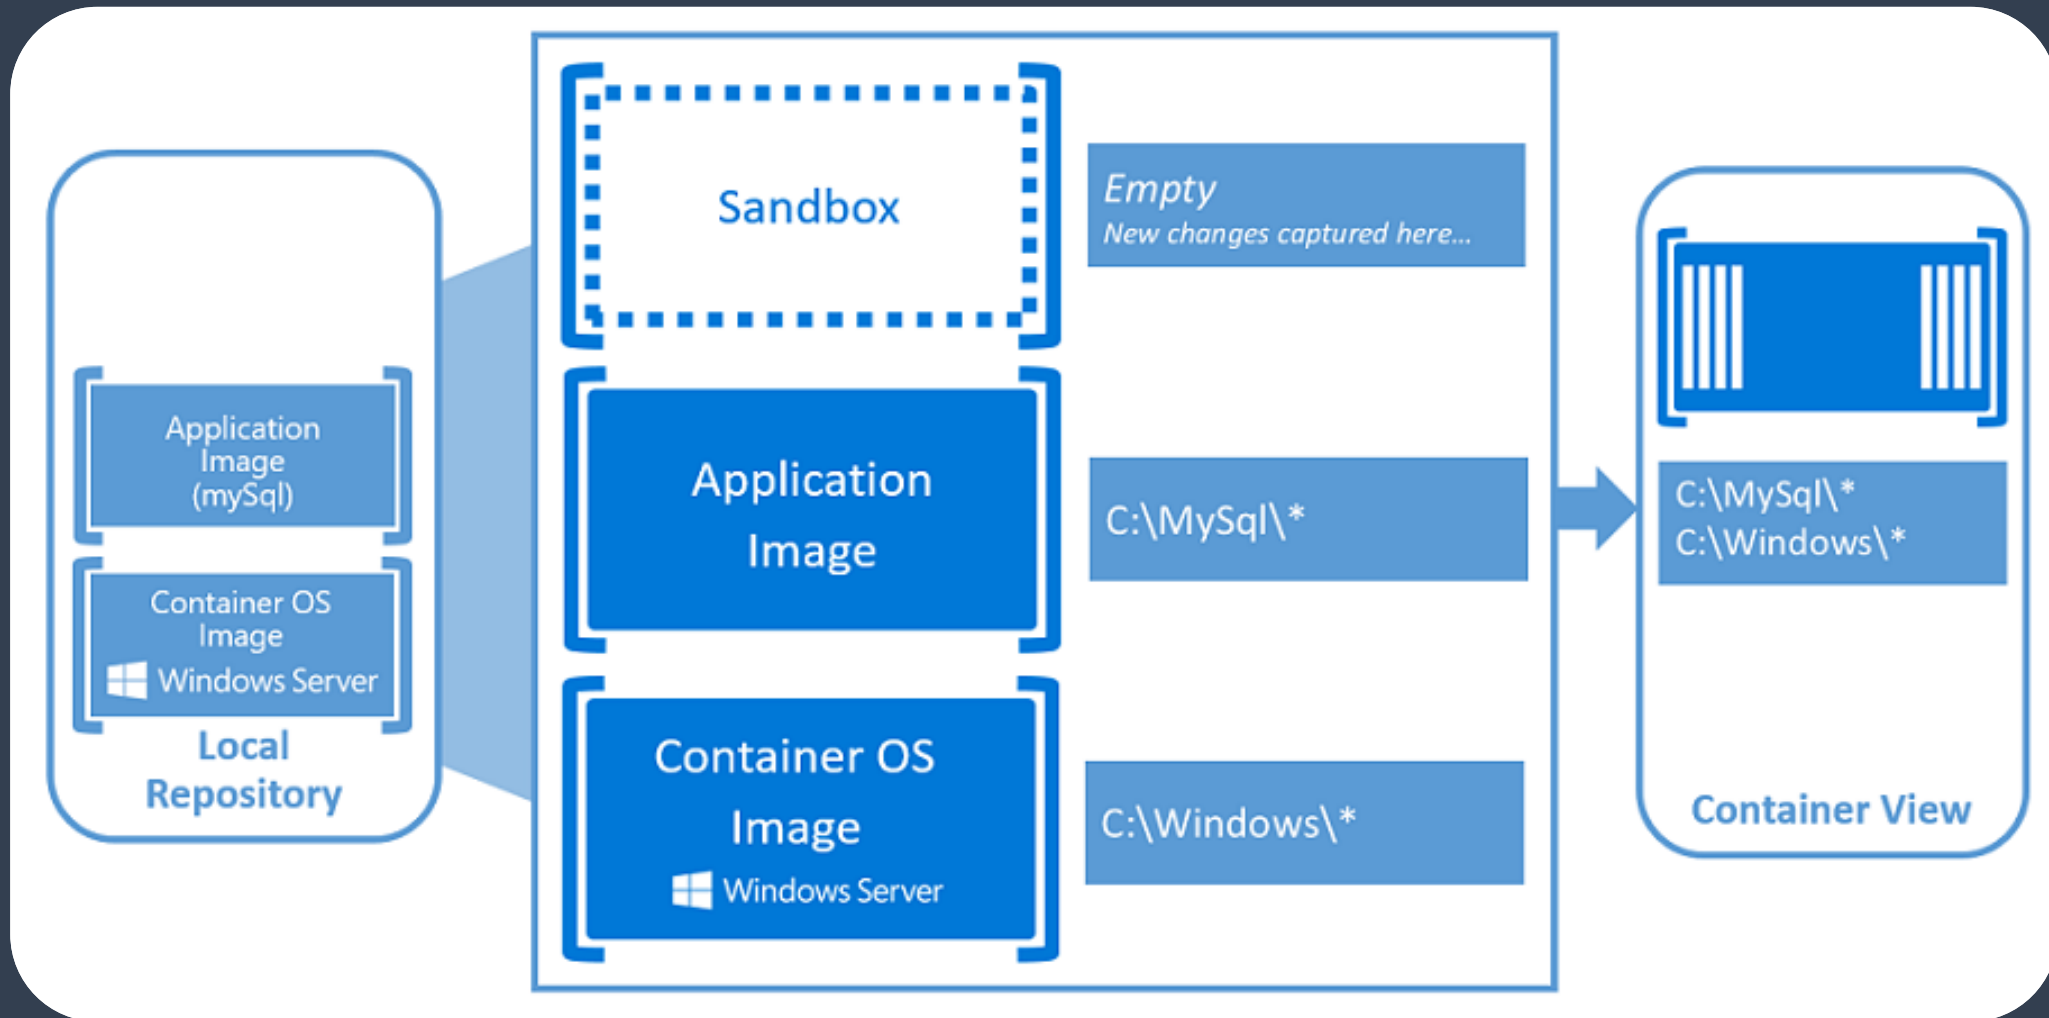 Application
Image
(mySql)
Container OS
Image
Windows Server
Local
Repository
Sandbox
Empty
New changes captured here...
Application
Image
C:\MySql\*
Container OS
Image
Windows Server
C:\Windows\*
C:\MySql\*
C:\Windows\*
Container View